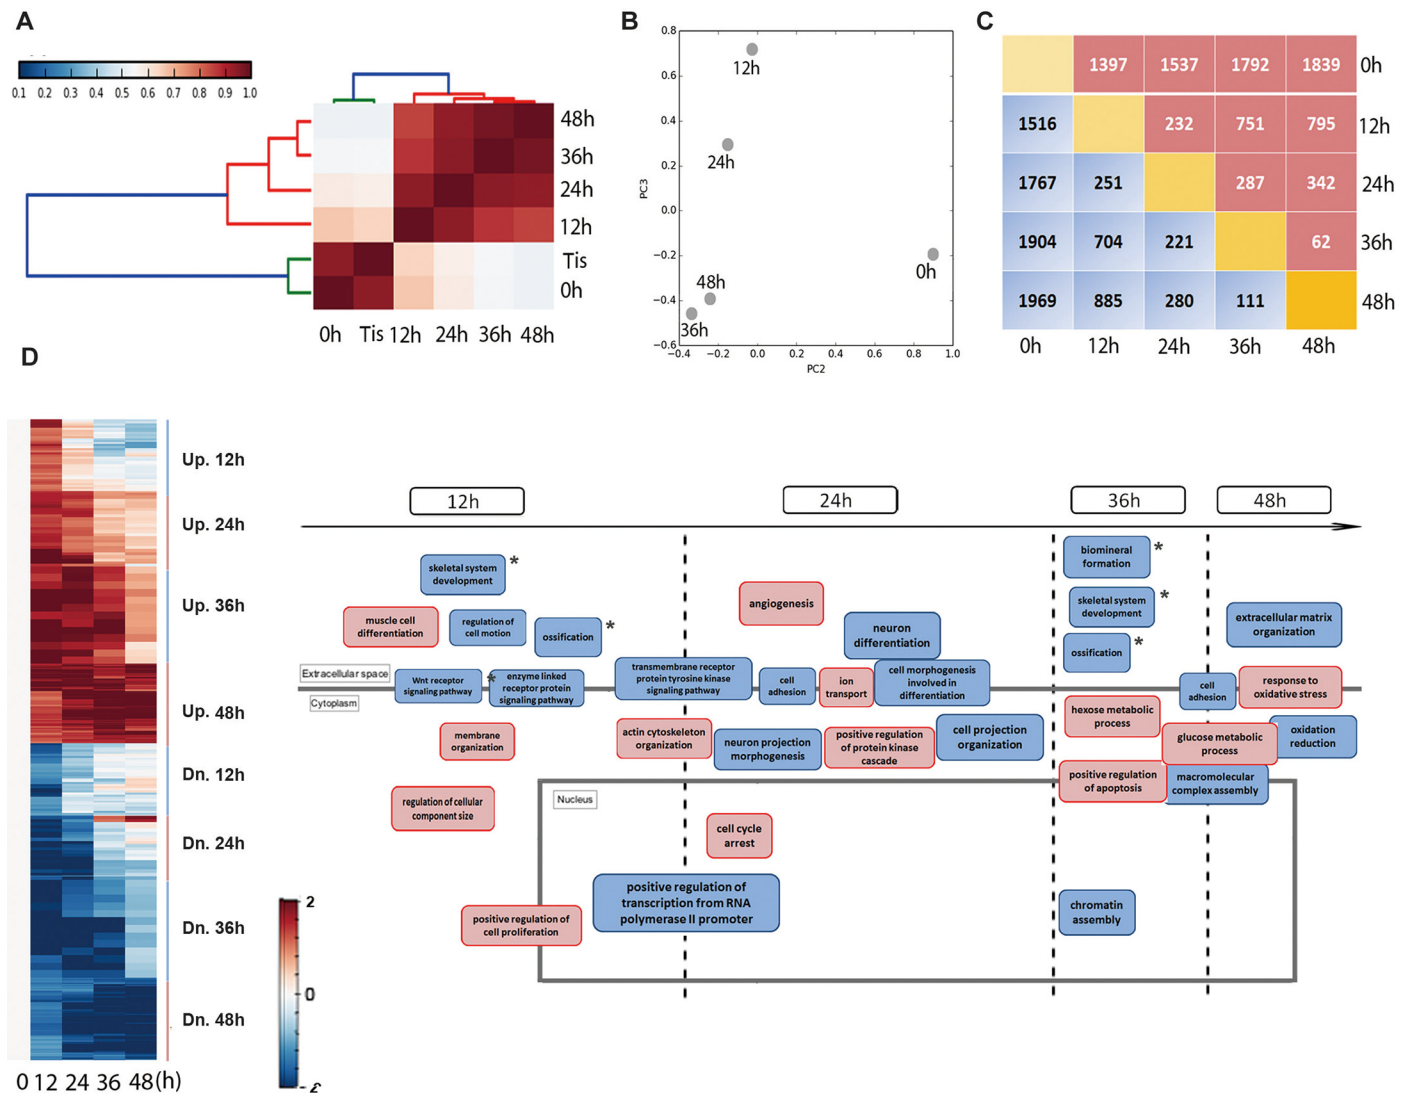 A
0.1 0.2 0.3 0.4 0.5 0.6 0.7 0.8 0.9 1.0
48h
36h
24h
12h
Tis
0h
0h Tis 12h 24h 36h 48h
B
0.8
0.6
0.4
0.2
0.0
−0.2
−0.4
−0.6
PC3
12h
24h
0h
48h
36h
−0.4 −0.2 0.0 0.2 0.4 0.6 0.8 1.0
PC2
C
1397 1537 1792 1839 0h
1516 232 751 795 12h
1767 251 287 342 24h
1904 704 221 62 36h
1969 885 280 111 48h
0h 12h 24h 36h 48h
D
Up. 12h
Up. 24h
Up. 36h
Up. 48h
Dn. 12h
Dn. 24h
Dn. 36h
Dn. 48h
0 12 24 36 48(h)
2
0
12h 24h 36h 48h
skeletal system
development
*
muscle cell
differentiation
regulation of
cell motion
ossification
*
Extracellular space
Cytoplasm
Wnt receptor
signaling pathway
*
enzyme linked
receptor protein
signaling pathway
membrane
organization
regulation of cellular
component size
positive regulation of
cell proliferation
Nucleus
angiogenesis
neuron
differentiation
transmembrane receptor
protein tyrosine kinase
signaling pathway
cell
adhesion
ion
transport
cell morphogenesis
involved in
differentiation
actin cytoskeleton
organization
neuron projection
morphogenesis
positive regulation
of protein kinase
cascade
cell projection
organization
cell cycle
arrest
positive regulation of
transcription from RNA
polymerase II promoter
biomineral
formation
*
skeletal system
development
*
ossification
*
hexose metabolic
process
positive regulation
of apoptosis
chromatin
assembly
extracellular matrix
organization
cell
adhesion
response to
oxidative stress
glucose metabolic
process
oxidation
reduction
macromolecular
complex assembly